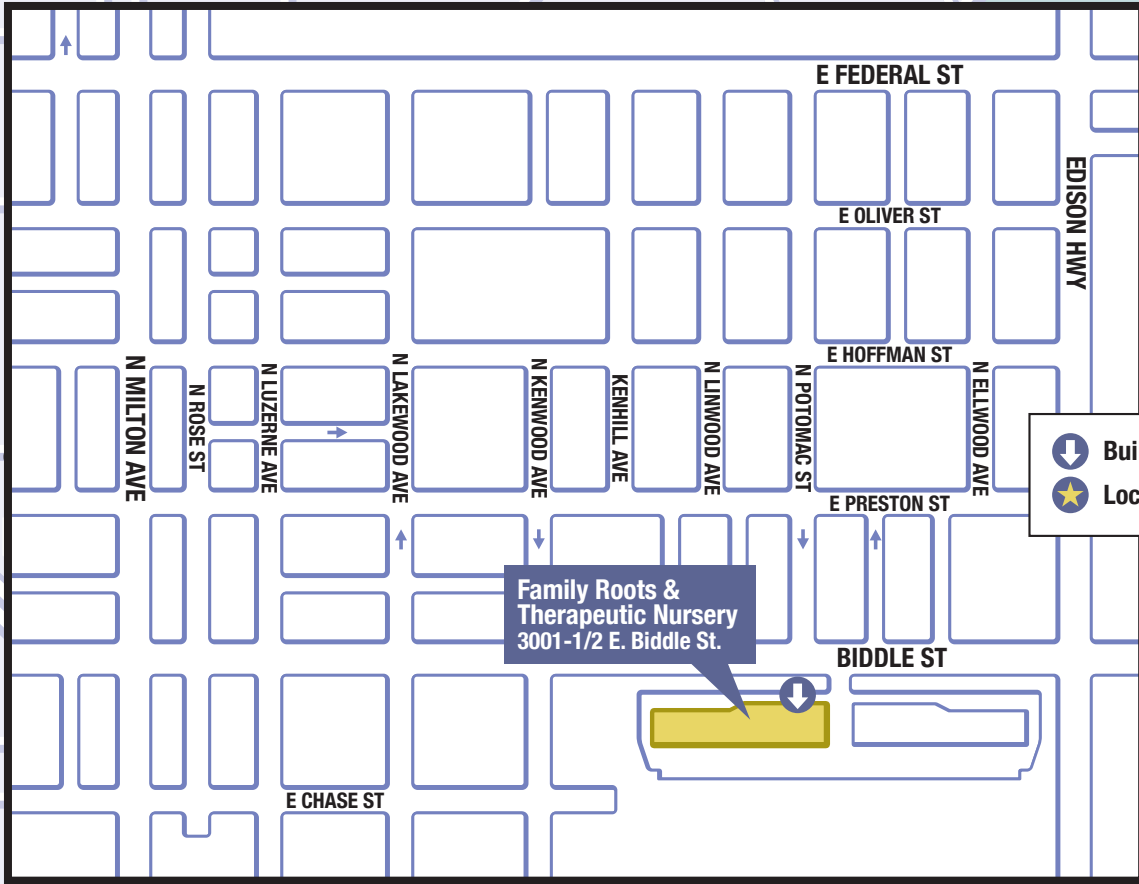 E FEDERAL ST
EDISON HWY
E OLIVER ST
E HOFFMAN ST
N MILTON AVE
N ROSE ST
N LUZERNE AVE
N LAKEWOOD AVE
N KENWOOD AVE
KENHILL AVE
N LINWOOD AVE
N POTOMAC ST
N ELLWOOD AVE
Bui
Loc
E PRESTON ST
Family Roots &
Therapeutic Nursery
3001-1/2 E. Biddle St.
BIDDLE ST
E CHASE ST